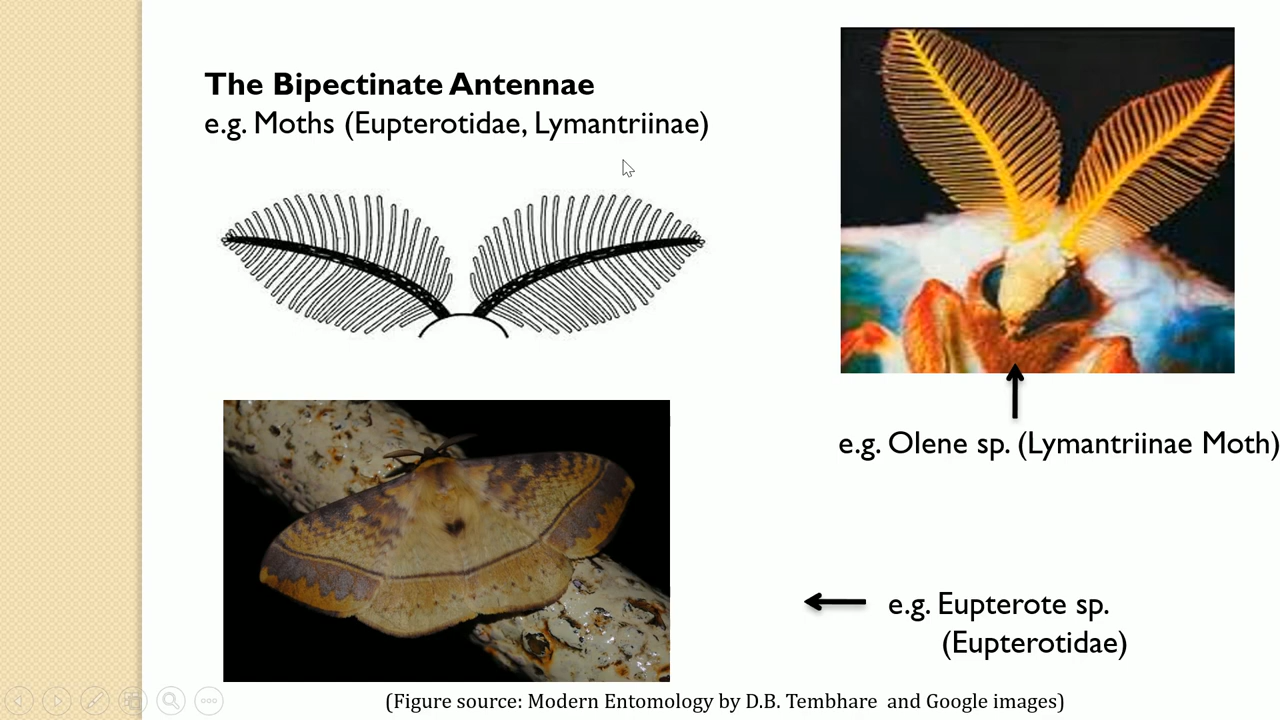 The Bipectinate Antennae
e.g. Moths (Eupterotidae, Lymantriinae)
e.g. Olene sp. (Lymantriinae Moth)
e.g. Eupterote sp.
(Eupterotidae)
(Figure source: Modern Entomology by D.B. Tembhare and Google images)